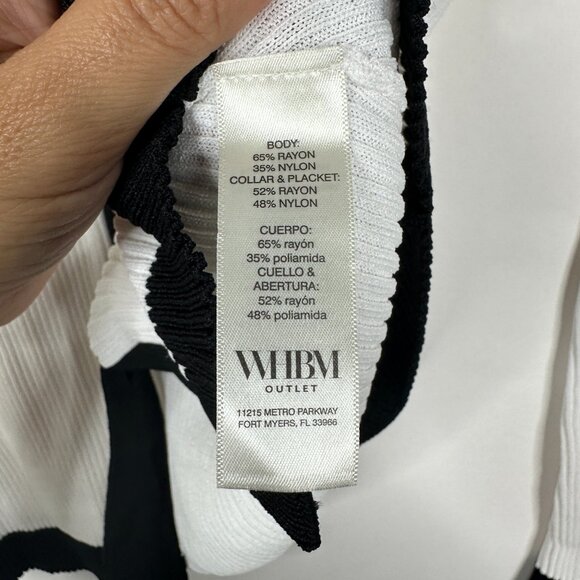 BODY:
65% RAYON
35% NYLON
COLLAR & PLACKET:
52% RAYON
48% NYLON
CUERPO:
65% rayón
35% poliamida
CUELLO &
ABERTURA:
52% rayón
48% poliamida
WHBM
OUTLET
11215 METRO PARKWAY
FORT MYERS, FL 33966